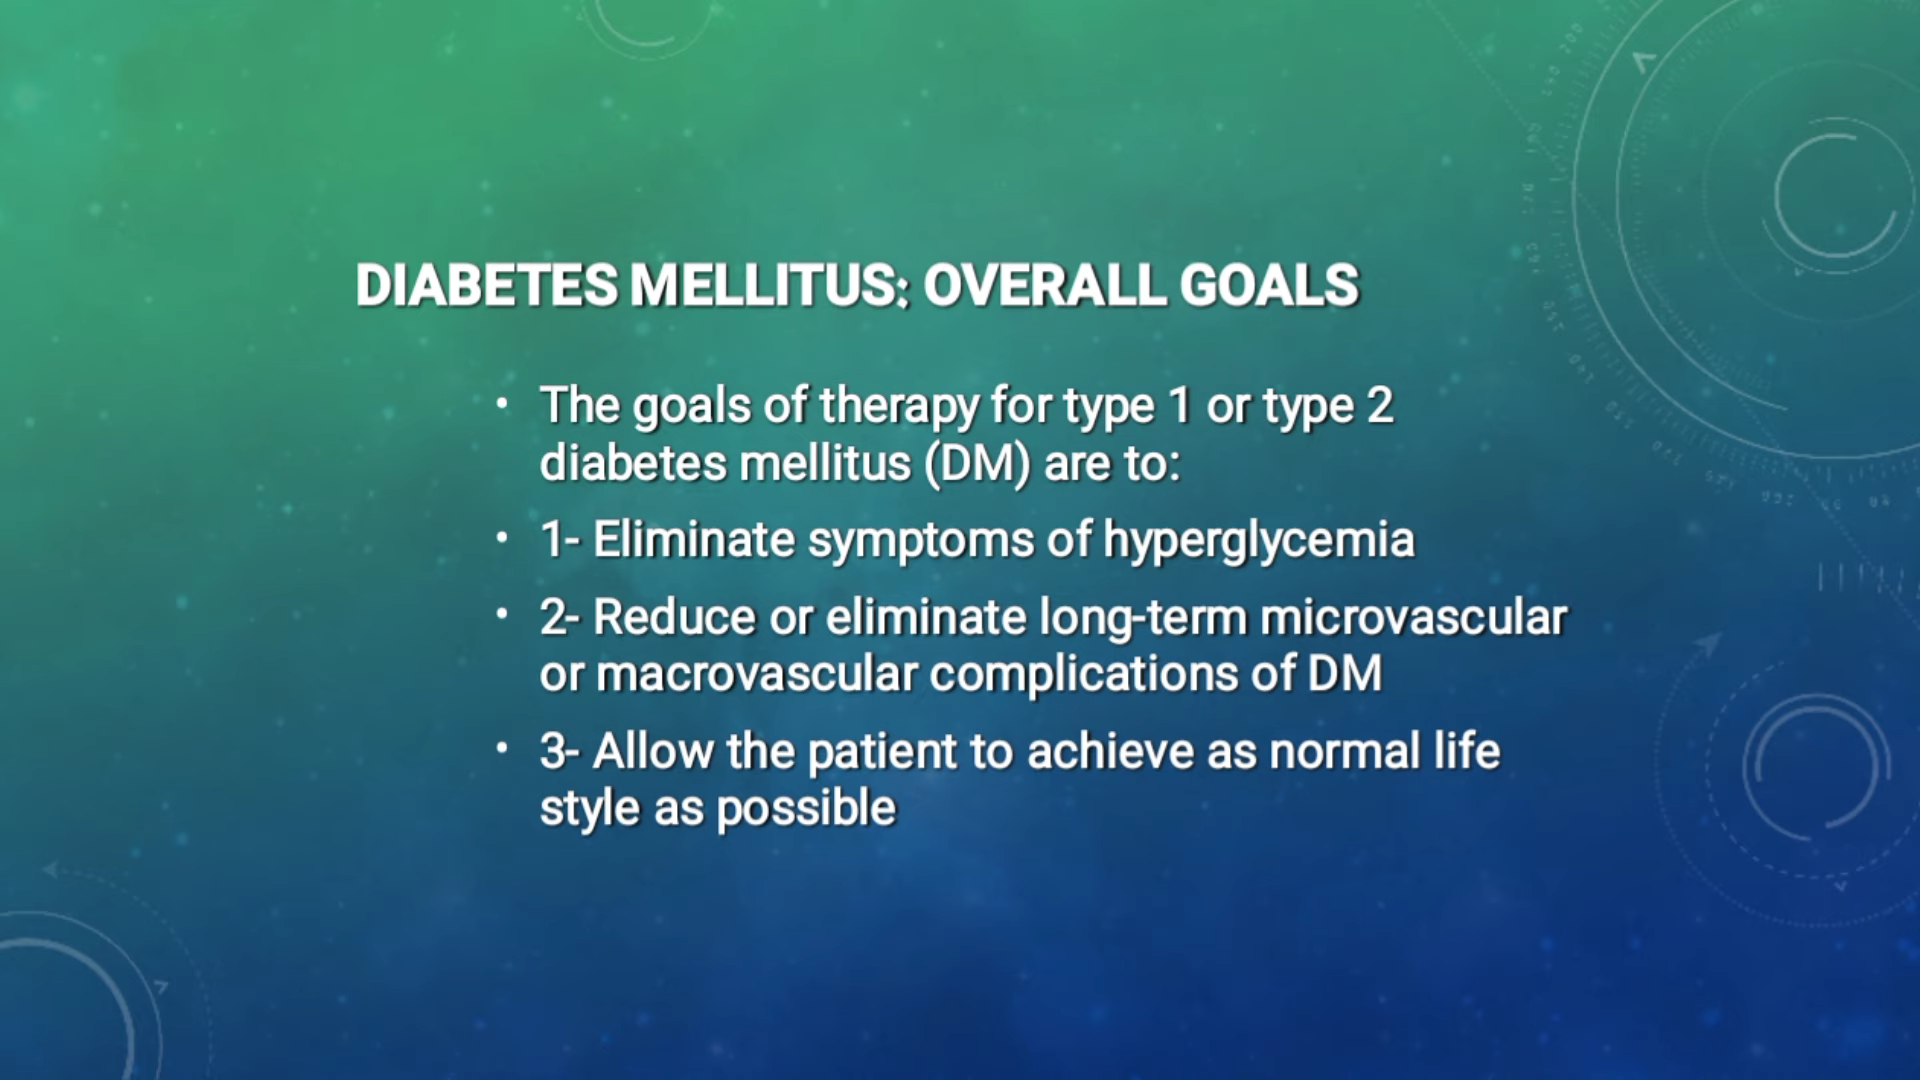 DIABETES MELLITUS; OVERALL GOALS
• The goals of therapy for type 1 or type 2
diabetes mellitus (DM) are to:
• 1- Eliminate symptoms of hyperglycemia
• 2- Reduce or eliminate long-term microvascular
or macrovascular complications of DM
• 3- Allow the patient to achieve as normal life
style as possible